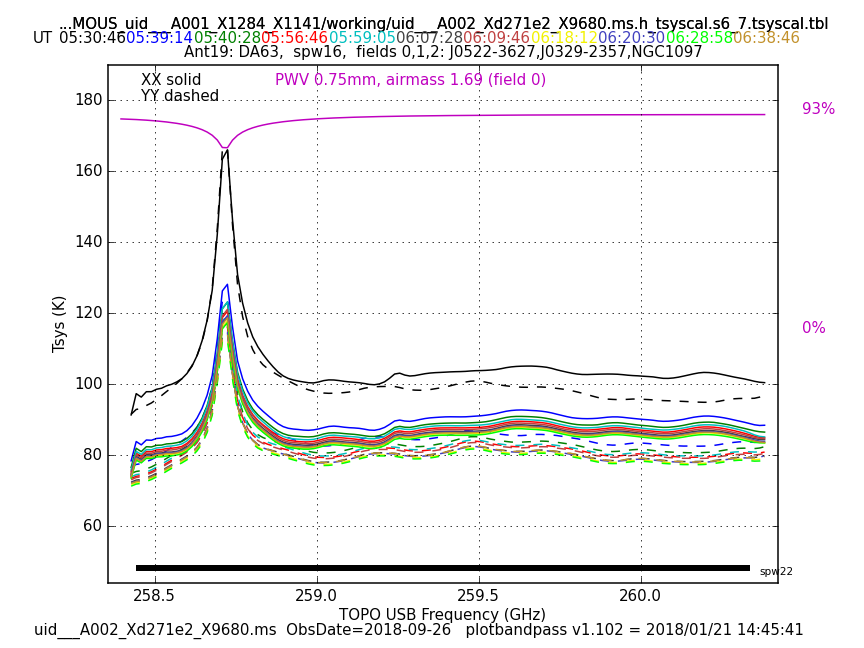 ...MOUS_uid___A001_X1284_X1141/working/uid___A002_Xd271e2_X9680.ms.h_tsyscal.s6_7.tsyscal.tbl
UT 05:30:46 05:39:14 05:40:28 05:56:46 05:59:05 06:07:28 06:09:46 06:18:12 06:20:30 06:28:58 06:38:46
Ant19: DA63, spw16, fields 0,1,2: J0522-3627,J0329-2357,NGC1097
XX solid
PWV 0.75mm, airmass 1.69 (field 0)
YY dashed
180
93%
160
140
120
0%
Tsys (K)
100
80
60
spw22
258.5
259.0
259.5
260.0
TOPO USB Frequency (GHz)
uid___A002_Xd271e2_X9680.ms ObsDate=2018-09-26 plotbandpass v1.102 = 2018/01/21 14:45:41